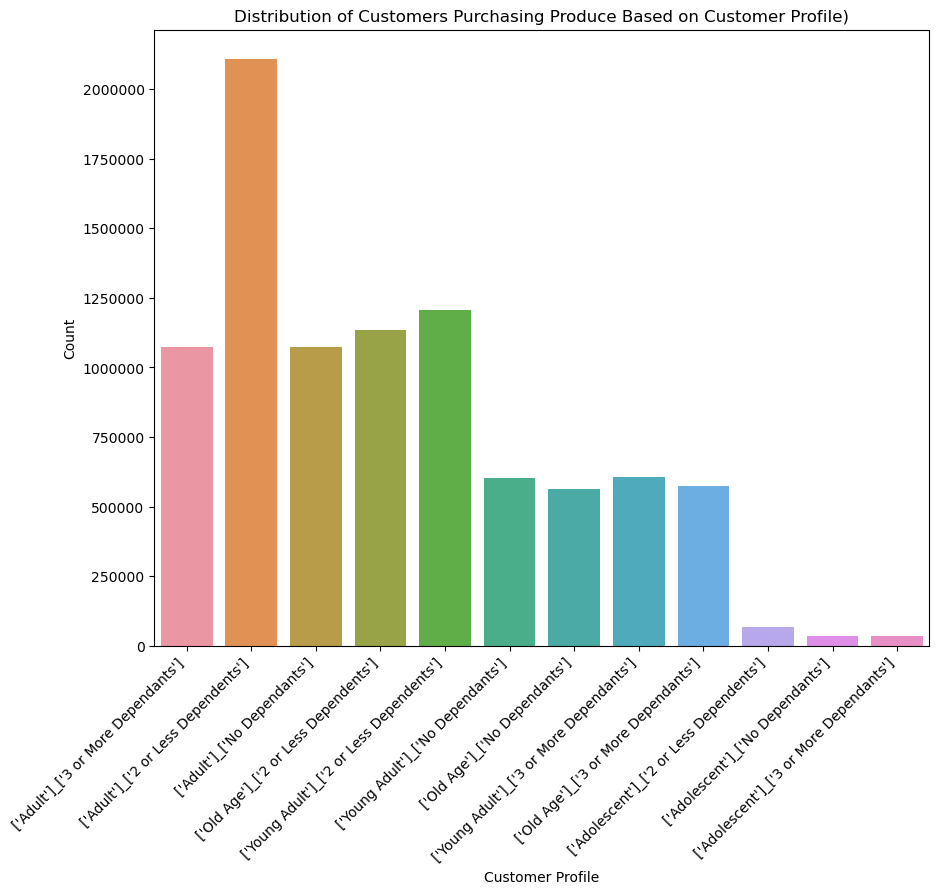 Distribution of Customers Purchasing Produce Based on Customer Profile)
2000000
1750000
1500000
1250000
1000000
750000
500000
250000
0
Count
['Adult']_['3 or More Dependants']
['Adult']_['2 or Less Dependents']
['Adult']_['No Dependants']
['Old Age']_['2 or Less Dependents']
['Young Adult']_['2 or Less Dependents']
['Young Adult']_['No Dependants']
['Old Age']_['No Dependants']
['Young Adult']_['3 or More Dependants']
['Old Age']_['3 or More Dependants']
['Adolescent']_['2 or Less Dependents']
['Adolescent']_['No Dependants']
['Adolescent']_['3 or More Dependants']
Customer Profile